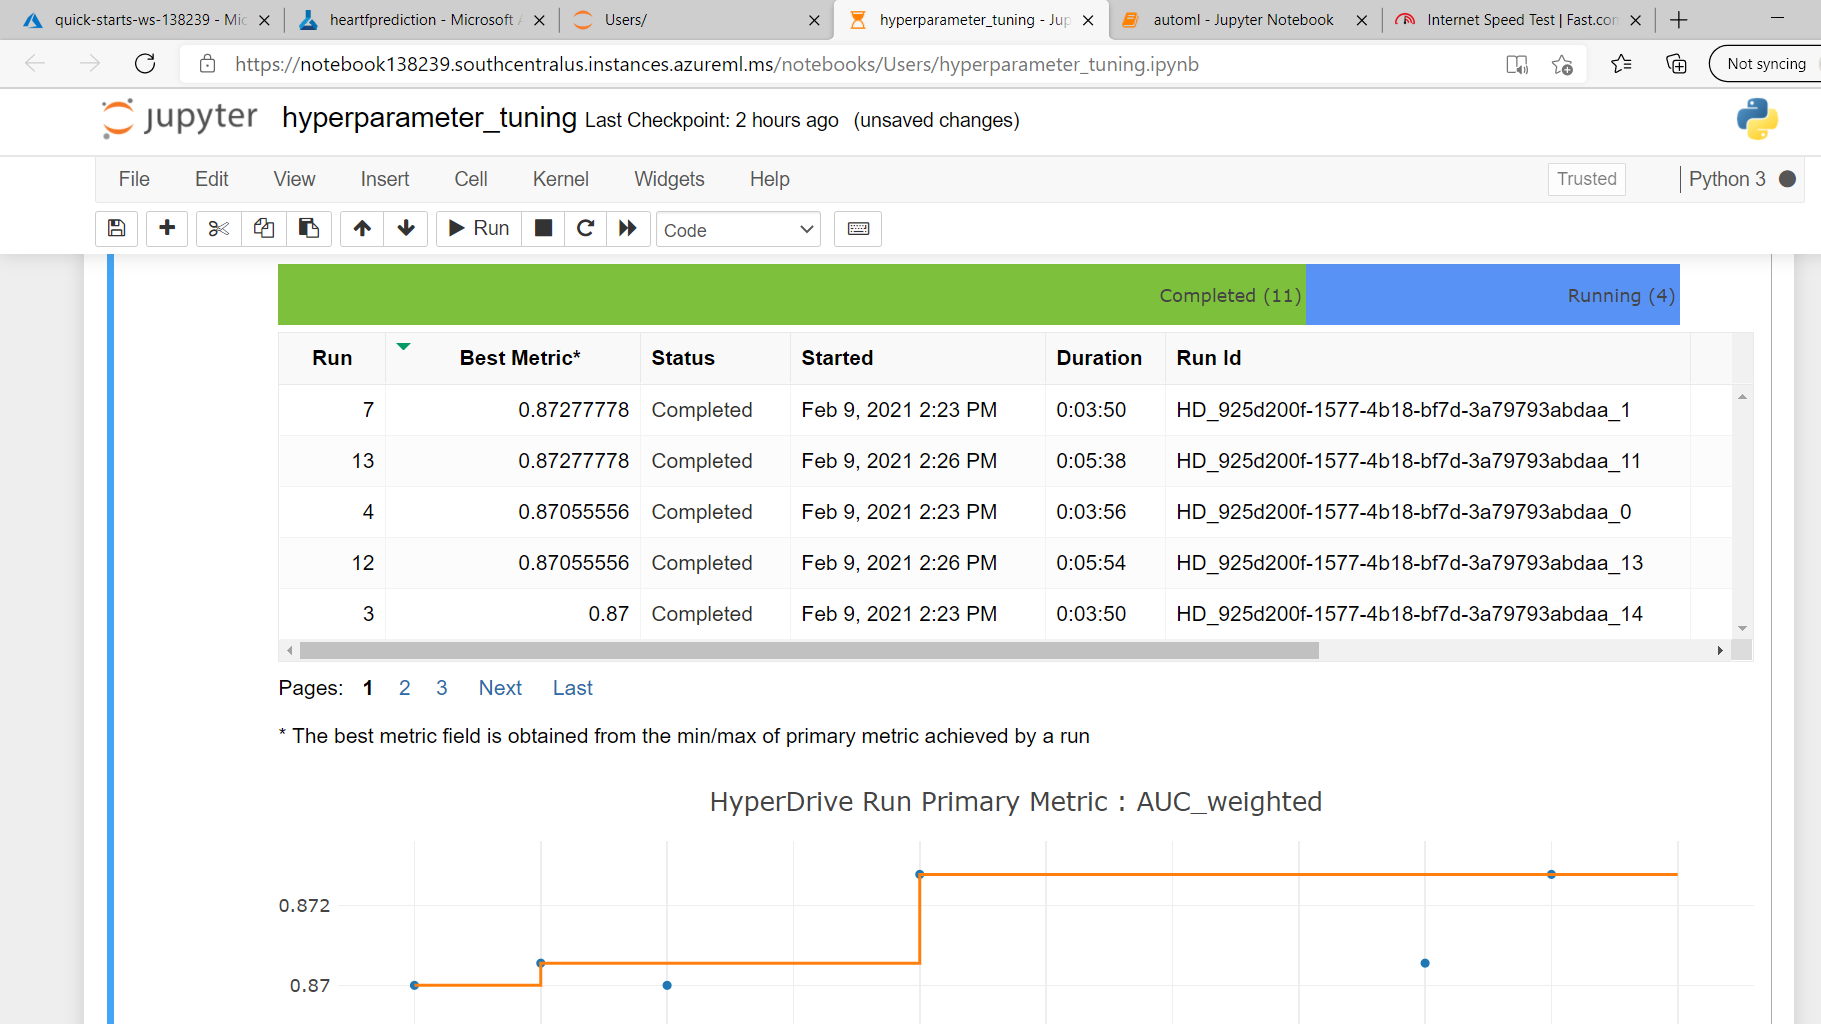 quick-starts-ws-138239 - Mic
heartfprediction - Microsoft A
Users/
hyperparameter_tuning - Jup
automl - Jupyter Notebook
Internet Speed Test | Fast.com
https://notebook138239.southcentralus.instances.azureml.ms/notebooks/Users/hyperparameter_tuning.ipynb
Not syncing
jupyter hyperparameter_tuning Last Checkpoint: 2 hours ago (unsaved changes)
File Edit View Insert Cell Kernel Widgets Help Trusted Python 3
Run Code
Completed (11) Running (4)
Run Best Metric* Status Started Duration Run Id
7 0.87277778 Completed Feb 9, 2021 2:23 PM 0:03:50 HD_925d200f-1577-4b18-bf7d-3a79793abdaa_1
13 0.87277778 Completed Feb 9, 2021 2:26 PM 0:05:38 HD_925d200f-1577-4b18-bf7d-3a79793abdaa_11
4 0.87055556 Completed Feb 9, 2021 2:23 PM 0:03:56 HD_925d200f-1577-4b18-bf7d-3a79793abdaa_0
12 0.87055556 Completed Feb 9, 2021 2:26 PM 0:05:54 HD_925d200f-1577-4b18-bf7d-3a79793abdaa_13
3 0.87 Completed Feb 9, 2021 2:23 PM 0:03:50 HD_925d200f-1577-4b18-bf7d-3a79793abdaa_14
Pages: 1 2 3 Next Last
* The best metric field is obtained from the min/max of primary metric achieved by a run
HyperDrive Run Primary Metric : AUC_weighted
0.872
0.87